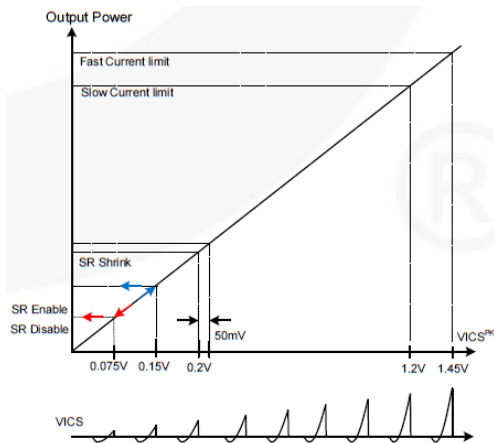 Output Power
Fast Current limit
Slow Current limit
SR Shrink
SR Enable
SR Disable
50mV
VICS^PK
0.075V 0.15V 0.2V 1.2V 1.45V
VICS
®